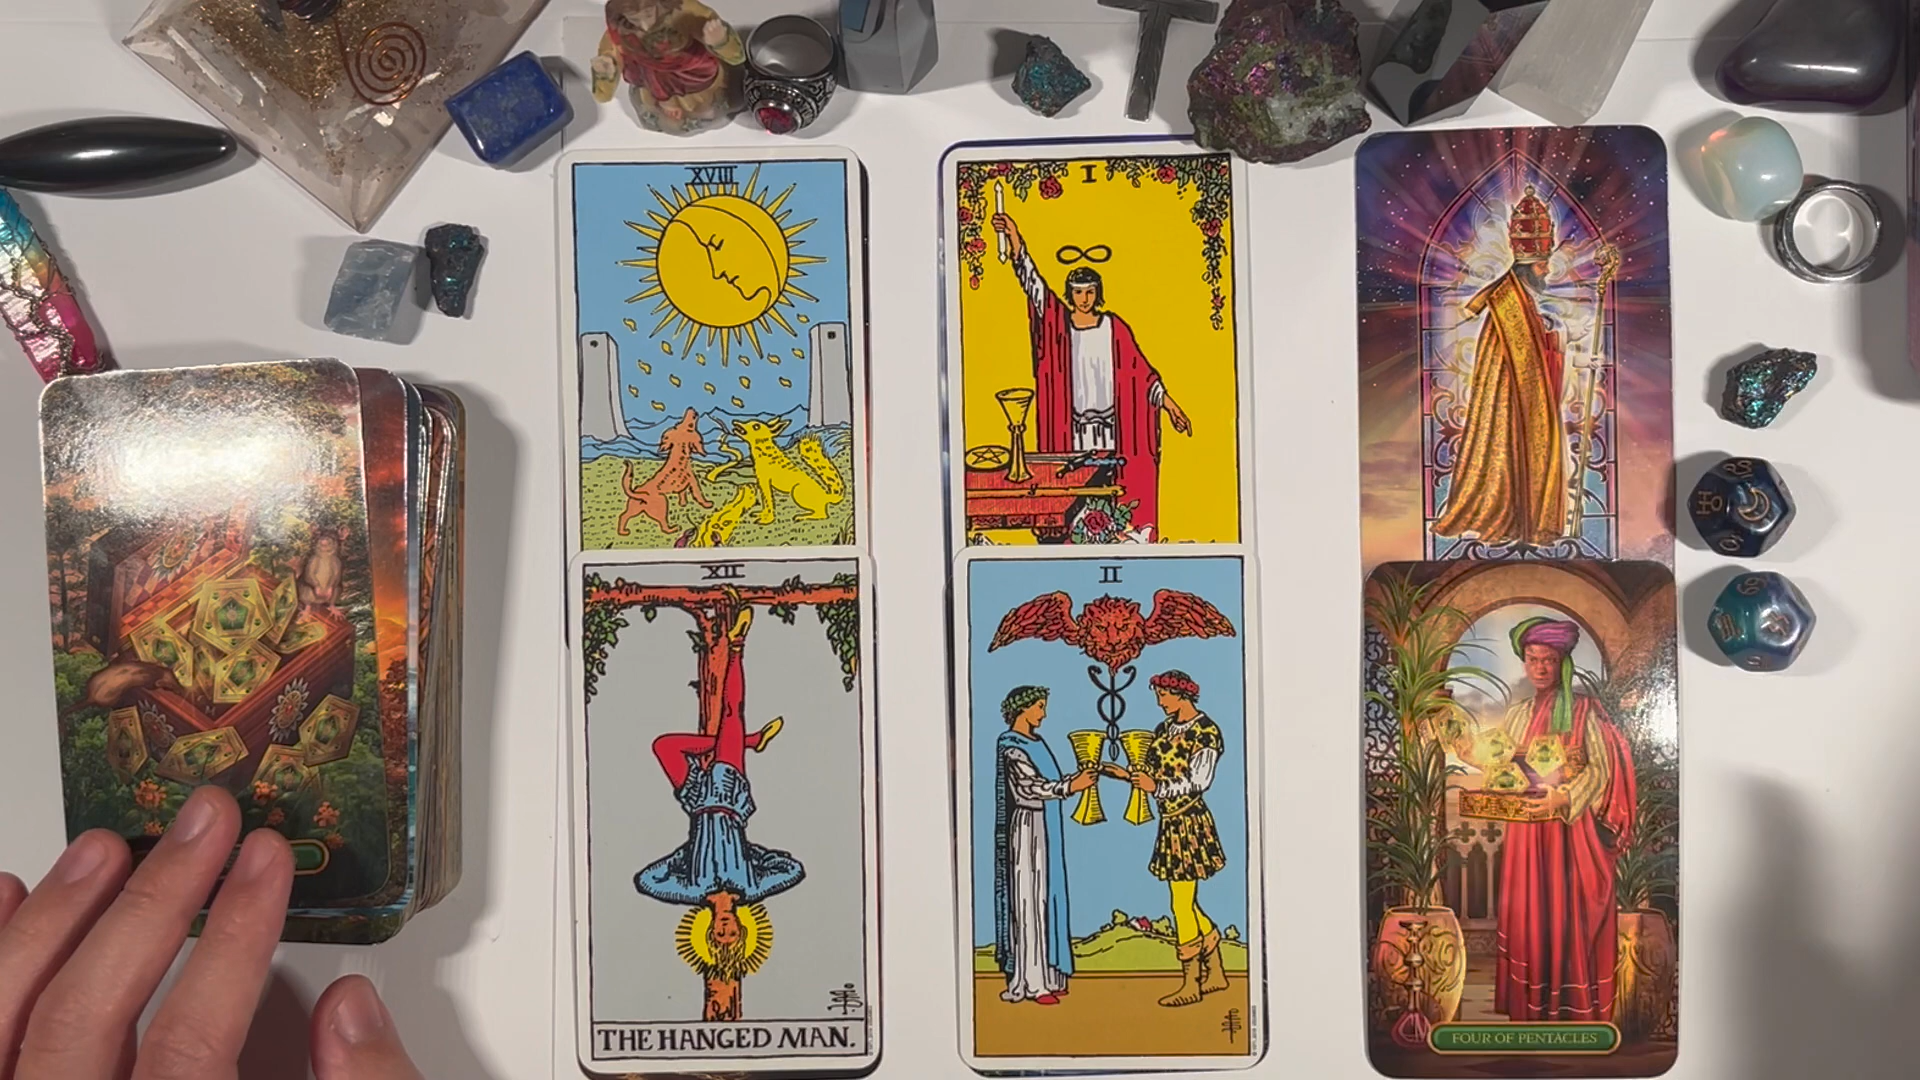 XVIII
I
XII
II
THE HANGED MAN.
FOUR OF PENTACLES